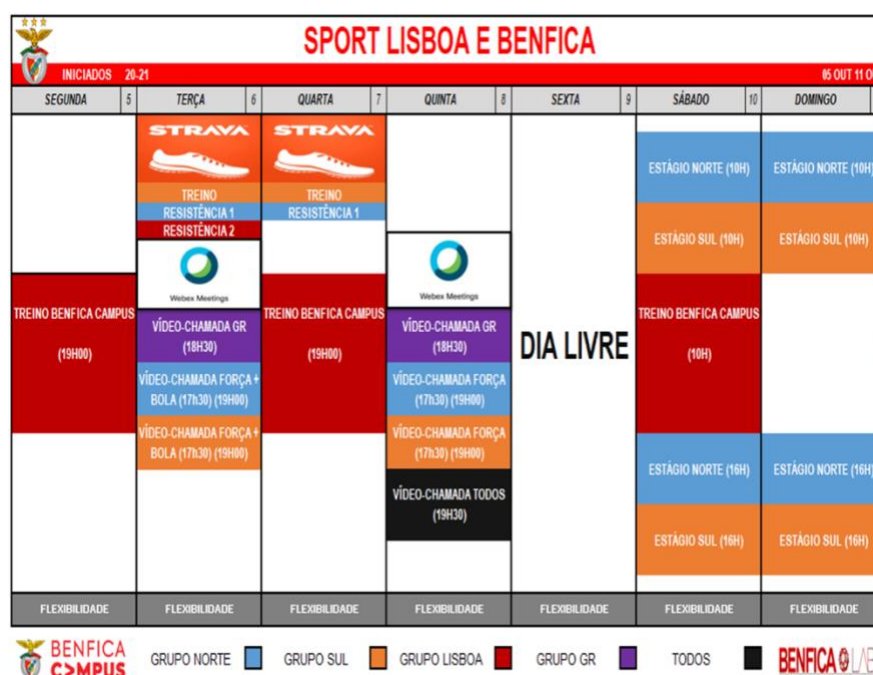 SPORT LISBOA E BENFICA
INICIADOS 20-21
05 OUT 11 O
SEGUNDA 5 TERÇA 6 QUARTA 7 QUINTA 8 SEXTA 9 SÁBADO 10 DOMINGO
TREINO BENFICA CAMPUS
(19H00)
FLEXIBILIDADE
STRAVA
TREINO
RESISTÊNCIA 1
RESISTÊNCIA 2
Webex Meetings
VÍDEO-CHAMADA GR
(18H30)
VÍDEO-CHAMADA FORÇA +
BOLA (17h30) (19H00)
VÍDEO-CHAMADA FORÇA +
BOLA (17h30) (19H00)
FLEXIBILIDADE
STRAVA
TREINO
RESISTÊNCIA 1
TREINO BENFICA CAMPUS
(19H00)
FLEXIBILIDADE
Webex Meetings
VÍDEO-CHAMADA GR
(18H30)
VÍDEO-CHAMADA FORÇA
(17h30) (19H00)
VÍDEO-CHAMADA FORÇA
(17h30) (19H00)
VÍDEO-CHAMADA TODOS
(19H30)
FLEXIBILIDADE
DIA LIVRE
FLEXIBILIDADE
ESTÁGIO NORTE (10H)
ESTÁGIO SUL (10H)
TREINO BENFICA CAMPUS
(10H)
ESTÁGIO NORTE (16H)
ESTÁGIO SUL (16H)
FLEXIBILIDADE
ESTÁGIO NORTE (10H)
ESTÁGIO SUL (10H)
ESTÁGIO NORTE (16H)
ESTÁGIO SUL (16H)
FLEXIBILIDADE
BENFICA
CAMPUS
GRUPO NORTE
GRUPO SUL
GRUPO LISBOA
GRUPO GR
TODOS
BENFICA LAB